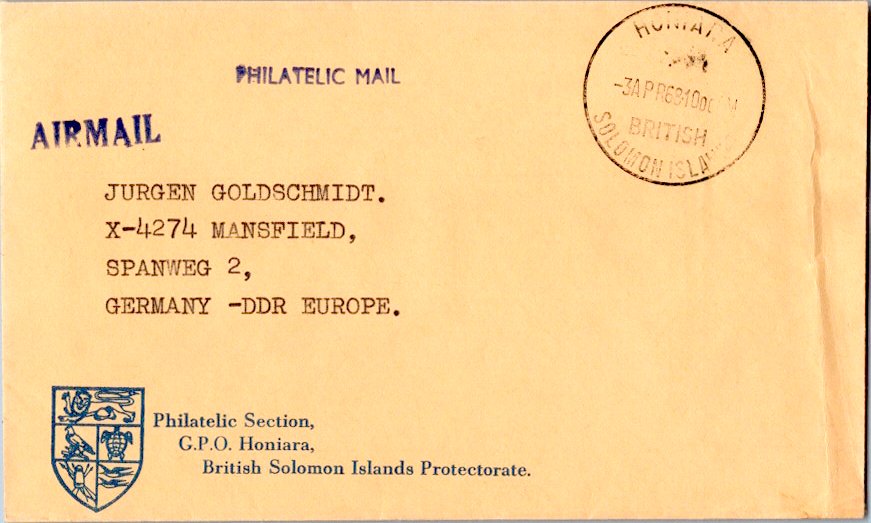 HONIARA
PHILATELIC MAIL
-3APR68·10
BRITISH
SOLOMON ISLANDS
AIRMAIL
JURGEN GOLDSCHMIDT.
X-4274 MANSFIELD,
SPANWEG 2,
GERMANY -DDR EUROPE.
Philatelic Section,
G.P.O. Honiara,
British Solomon Islands Protectorate.